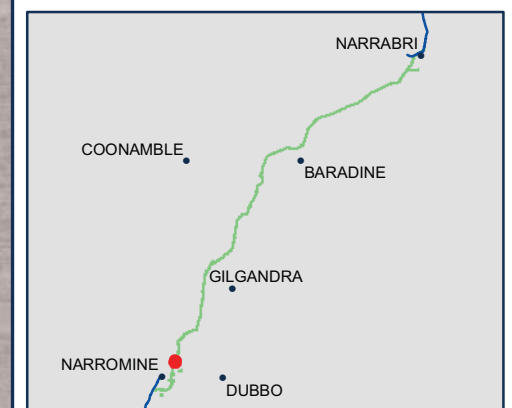 NARRABRI
COONAMBLE
BARADINE
GILGANDRA
NARROMINE
DUBBO